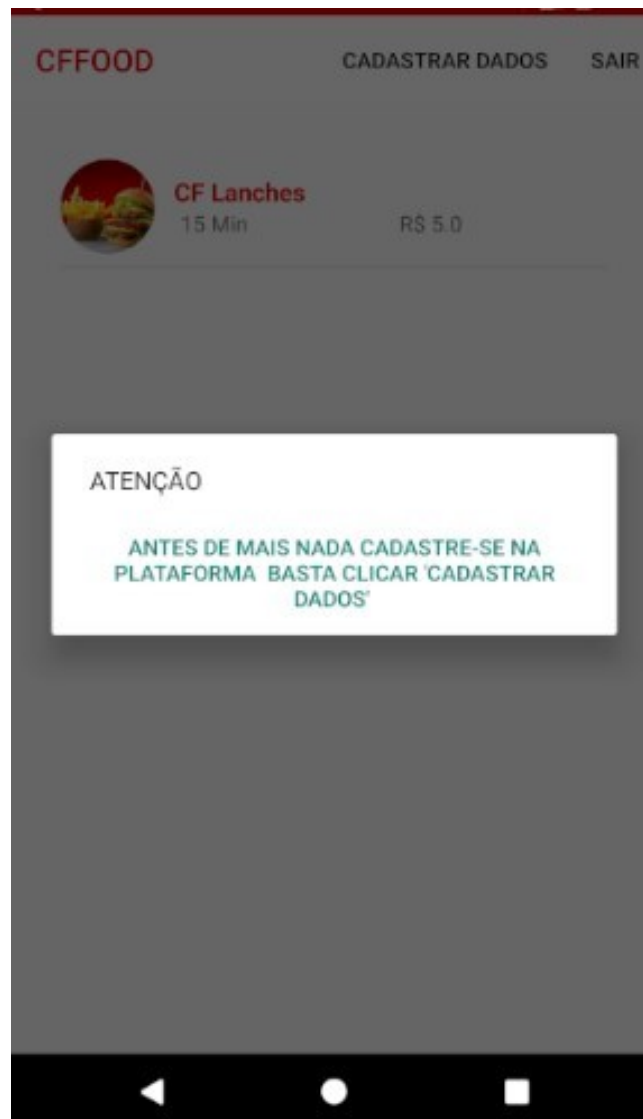 CFFOOD CADASTRAR DADOS SAIR
CF Lanches
15 Min R$ 5.0
ATENÇÃO
ANTES DE MAIS NADA CADASTRE-SE NA
PLATAFORMA BASTA CLICAR 'CADASTRAR
DADOS'